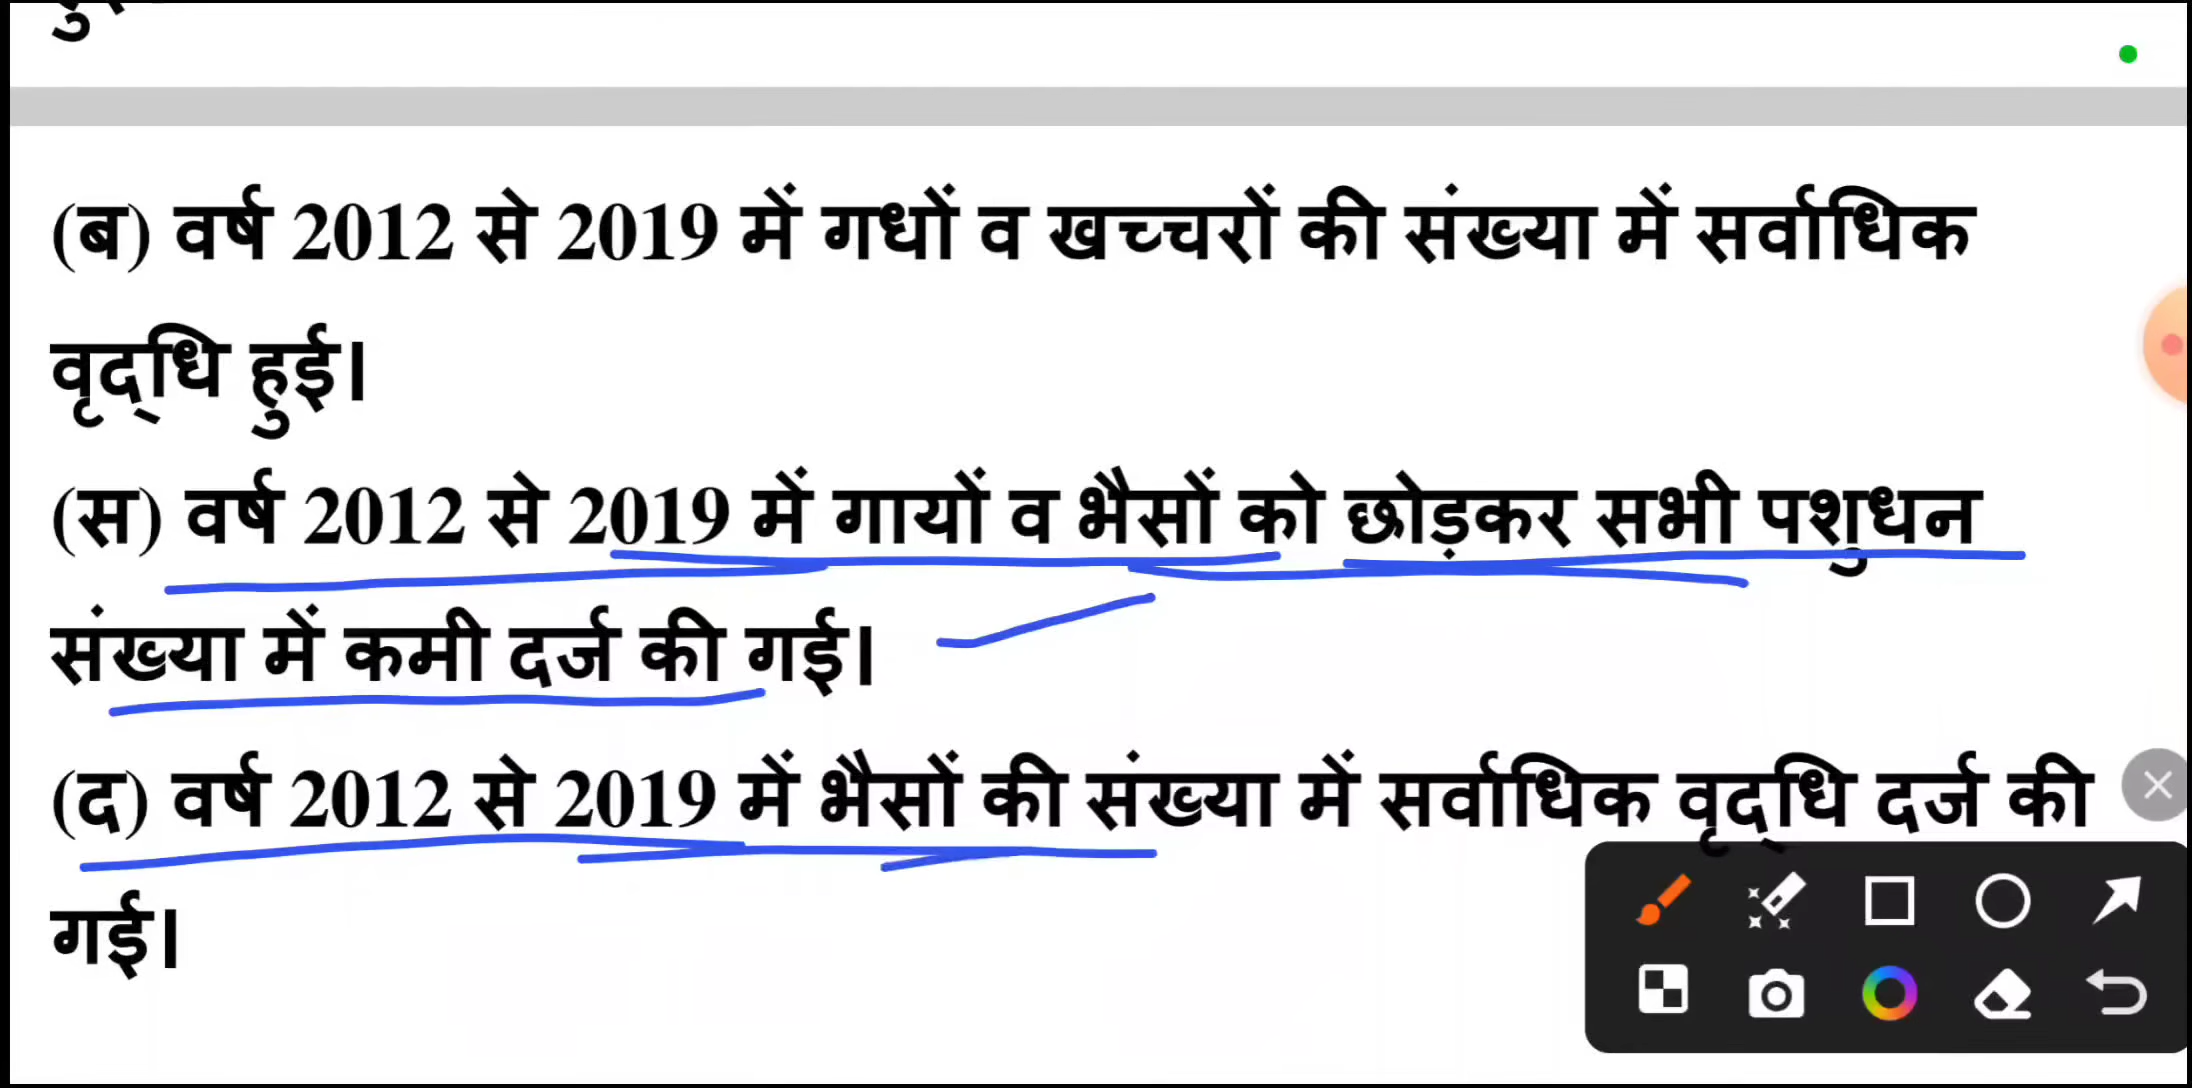 (ब) वर्ष 2012 से 2019 में गधों व खच्चरों की संख्या में सर्वाधिक
वृद्धि हुई।
(स) वर्ष 2012 से 2019 में गायों व भैसों को छोड़कर सभी पशुधन
संख्या में कमी दर्ज की गई।
(द) वर्ष 2012 से 2019 में भैसों की संख्या में सर्वाधिक वृद्धि दर्ज की
गई।